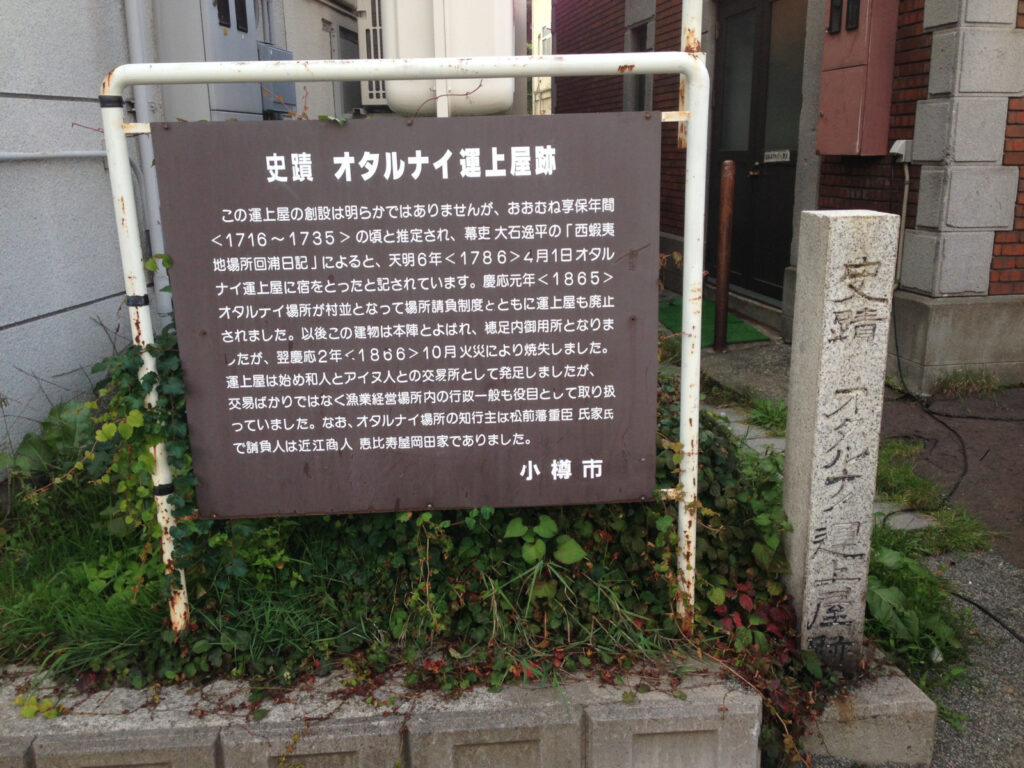 史蹟 オタルナイ運上屋跡
この運上屋の創設は明らかではありませんが、おおむね享保年間
<1716～1735>の頃と推定され、幕吏 大石逸平の「西蝦夷
地場所回浦日記」によると、天明6年<1786>4月1日オタル
ナイ運上屋に宿をとったと記されています。慶応元年<1865>
オタルナイ場所が村並となって場所請負制度とともに運上屋も廃止
されました。以後この建物は本陣とよばれ、穂足内御用所となりま
したが、翌慶応2年<1866>10月火災により焼失しました。
運上屋は始め和人とアイヌ人との交易所として発足しましたが、
交易ばかりではなく漁業経営場所内の行政一般も役目として取り扱
っていました。なお、オタルナイ場所の知行主は松前藩重臣 氏家氏
で請負人は近江商人 恵比寿屋岡田家でありました。
小樽市
史蹟 オタルナイ運上屋跡